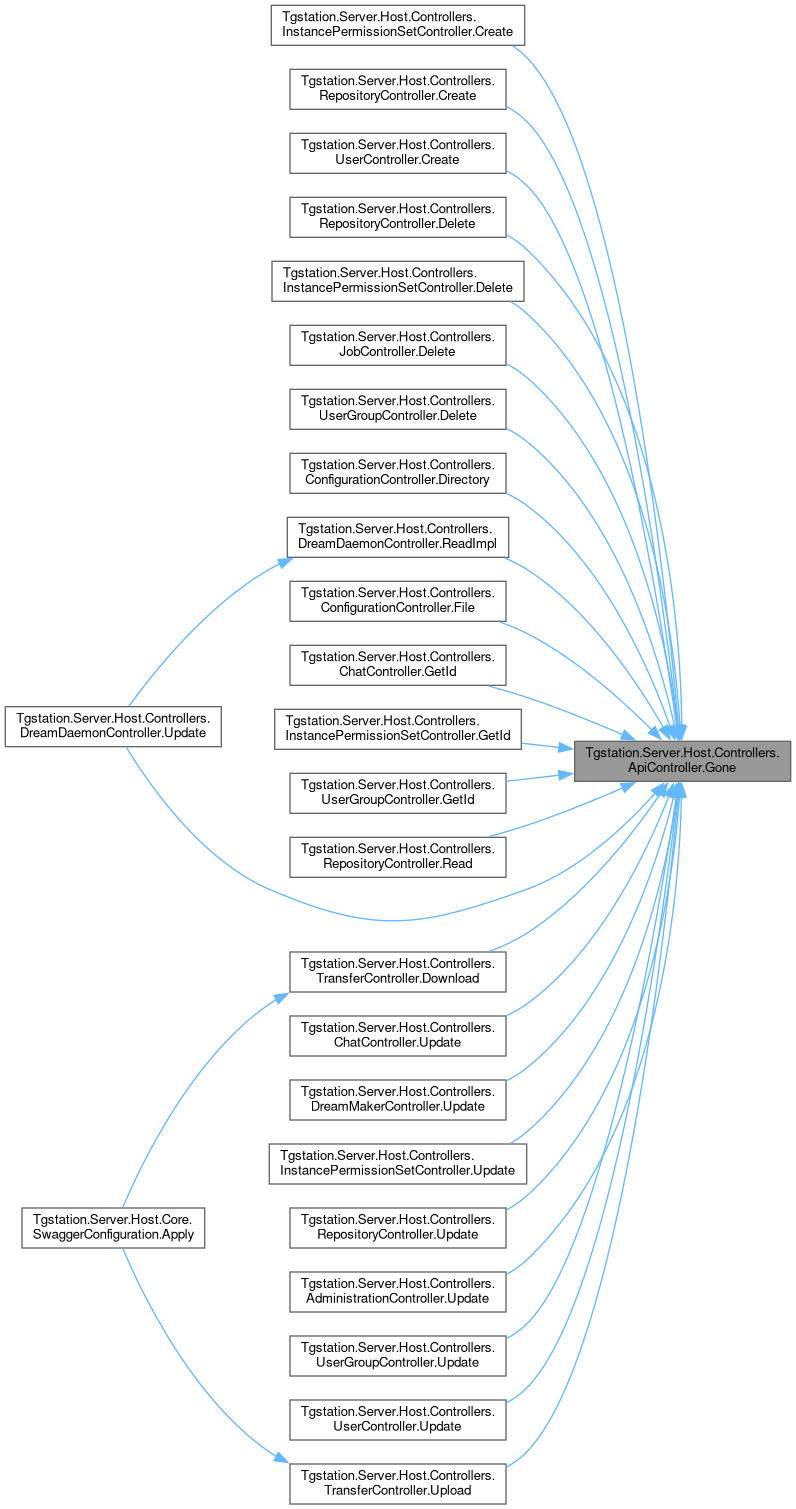 Tgstation.Server.Host.Controllers.
InstancePermissionSetController.Create
Tgstation.Server.Host.Controllers.
RepositoryController.Create
Tgstation.Server.Host.Controllers.
UserController.Create
Tgstation.Server.Host.Controllers.
RepositoryController.Delete
Tgstation.Server.Host.Controllers.
InstancePermissionSetController.Delete
Tgstation.Server.Host.Controllers.
JobController.Delete
Tgstation.Server.Host.Controllers.
UserGroupController.Delete
Tgstation.Server.Host.Controllers.
ConfigurationController.Directory
Tgstation.Server.Host.Controllers.
DreamDaemonController.ReadImpl
Tgstation.Server.Host.Controllers.
ConfigurationController.File
Tgstation.Server.Host.Controllers.
ChatController.GetId
Tgstation.Server.Host.Controllers.
DreamDaemonController.Update
Tgstation.Server.Host.Controllers.
InstancePermissionSetController.GetId
Tgstation.Server.Host.Controllers.
ApiController.Gone
Tgstation.Server.Host.Controllers.
UserGroupController.GetId
Tgstation.Server.Host.Controllers.
RepositoryController.Read
Tgstation.Server.Host.Controllers.
TransferController.Download
Tgstation.Server.Host.Controllers.
ChatController.Update
Tgstation.Server.Host.Controllers.
DreamMakerController.Update
Tgstation.Server.Host.Controllers.
InstancePermissionSetController.Update
Tgstation.Server.Host.Core.
SwaggerConfiguration.Apply
Tgstation.Server.Host.Controllers.
RepositoryController.Update
Tgstation.Server.Host.Controllers.
AdministrationController.Update
Tgstation.Server.Host.Controllers.
UserGroupController.Update
Tgstation.Server.Host.Controllers.
UserController.Update
Tgstation.Server.Host.Controllers.
TransferController.Upload